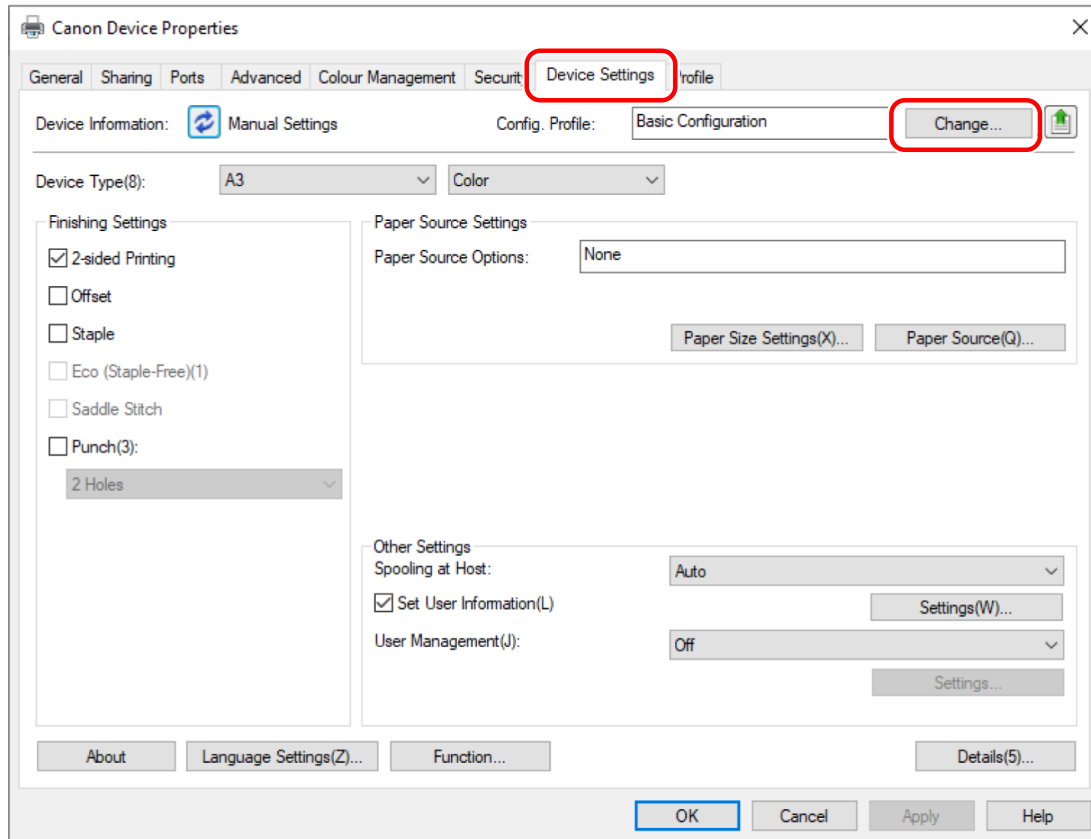 Canon Device Properties
General Sharing Ports Advanced Colour Management Securit Device Settings rofile
Device Information: Manual Settings Config. Profile: Basic Configuration Change...
Device Type(8): A3 Color
Finishing Settings
2-sided Printing
Offset
Staple
Eco (Staple-Free)(1)
Saddle Stitch
Punch(3):
2 Holes
Paper Source Settings
Paper Source Options: None
Paper Size Settings(X)... Paper Source(Q)...
Other Settings
Spooling at Host: Auto
Set User Information(L) Settings(W)...
User Management(J): Off
Settings...
About Language Settings(Z)... Function... Details(5)...
OK Cancel Apply Help